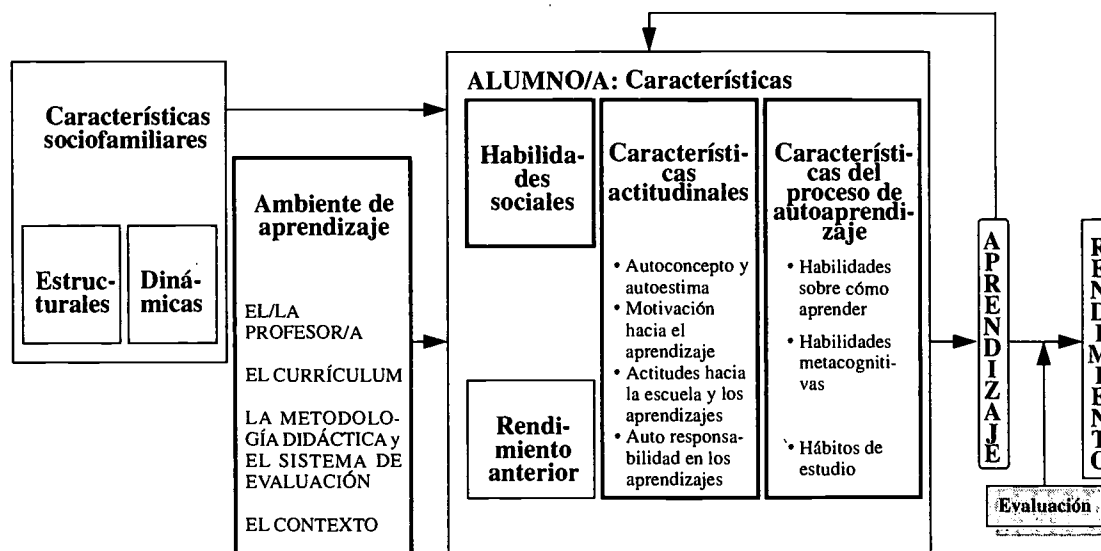 Características
sociofamiliares
Estruc-
turales
Diná-
micas
Ambiente de
aprendizaje
EL/LA
PROFESOR/A
EL CURRÍCULUM
LA METODOLO-
GÍA DIDÁCTICA y
EL SISTEMA DE
EVALUACIÓN
EL CONTEXTO
ALUMNO/A: Características
Habilida-
des
sociales
Rendi-
miento
anterior
Característi-
cas
actitudinales
• Autoconcepto y
autoestima
• Motivación
hacia el
aprendizaje
• Actitudes hacia
la escuela y los
aprendizajes
• Auto responsa-
bilidad en los
aprendizajes
Característi-
cas del
proceso de
autoaprendi-
zaje
• Habilidades
sobre cómo
aprender
• Habilidades
metacogniti-
vas
• Hábitos de
estudio
APRENDIZAJE
RENDIMIENTO
Evaluación